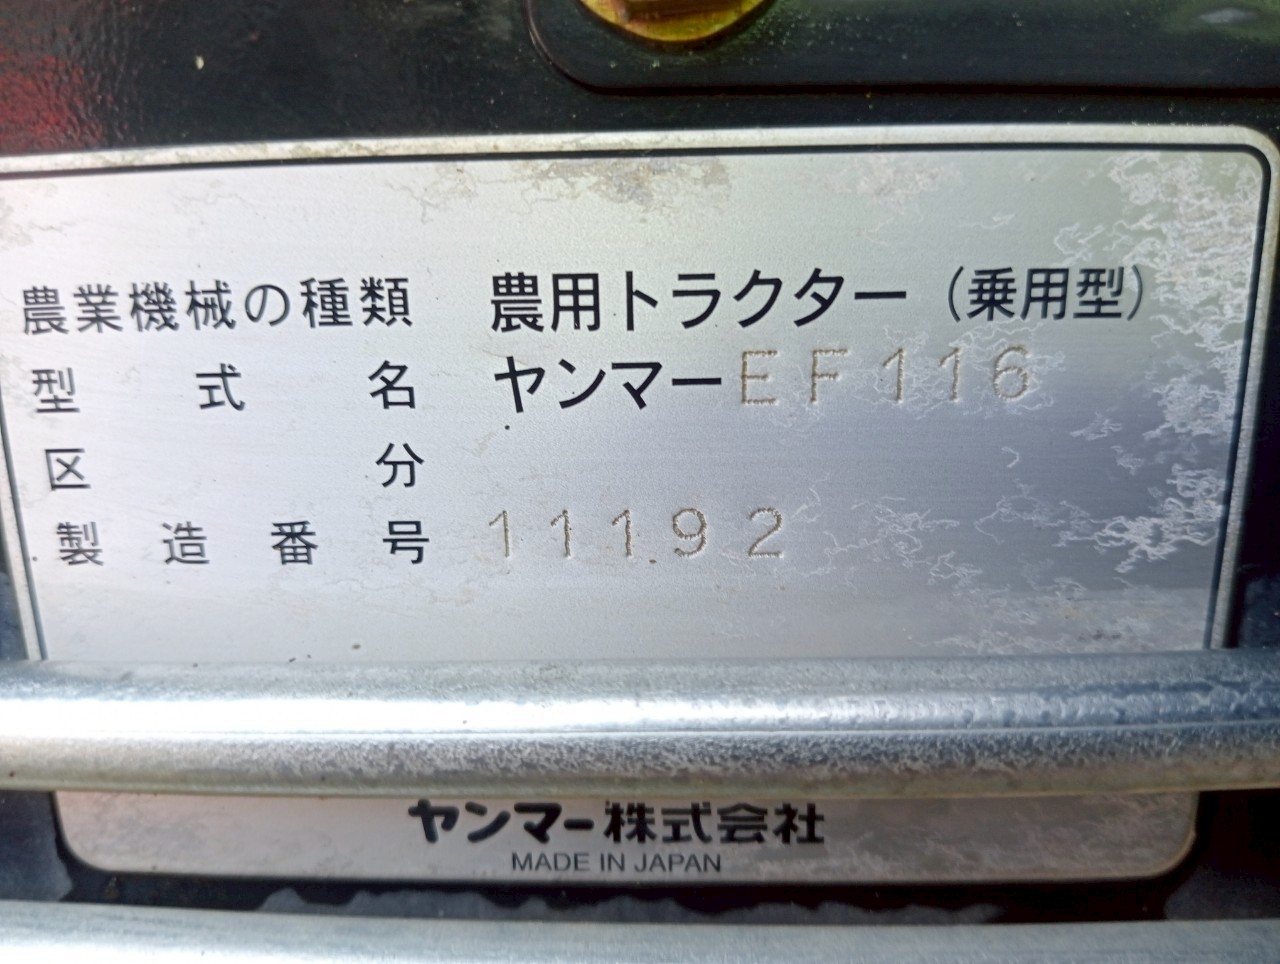 農業機械の種類 農用トラクター（乗用型）
型式名 ヤンマーEF116
区分
製造番号 11192
ヤンマー株式会社
MADE IN JAPAN